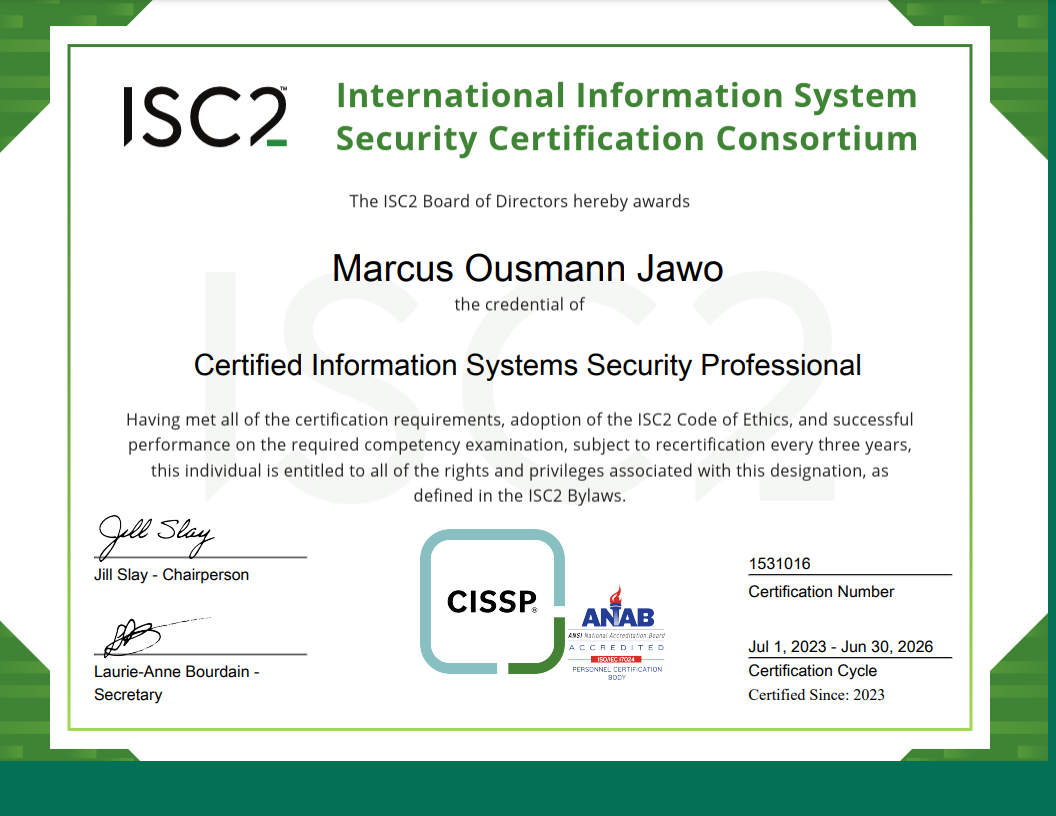 ISC2™
International Information System
Security Certification Consortium
The ISC2 Board of Directors hereby awards
Marcus Ousmann Jawo
the credential of
Certified Information Systems Security Professional
Having met all of the certification requirements, adoption of the ISC2 Code of Ethics, and successful
performance on the required competency examination, subject to recertification every three years,
this individual is entitled to all of the rights and privileges associated with this designation, as
defined in the ISC2 Bylaws.
Jill Slay
Jill Slay - Chairperson
Laurie-Anne Bourdain -
Secretary
CISSP®
ANAB
ANSI National Accreditation Board
ACCREDITED
ISO/IEC 17024
PERSONNEL CERTIFICATION
BODY
1531016
Certification Number
Jul 1, 2023 - Jun 30, 2026
Certification Cycle
Certified Since: 2023